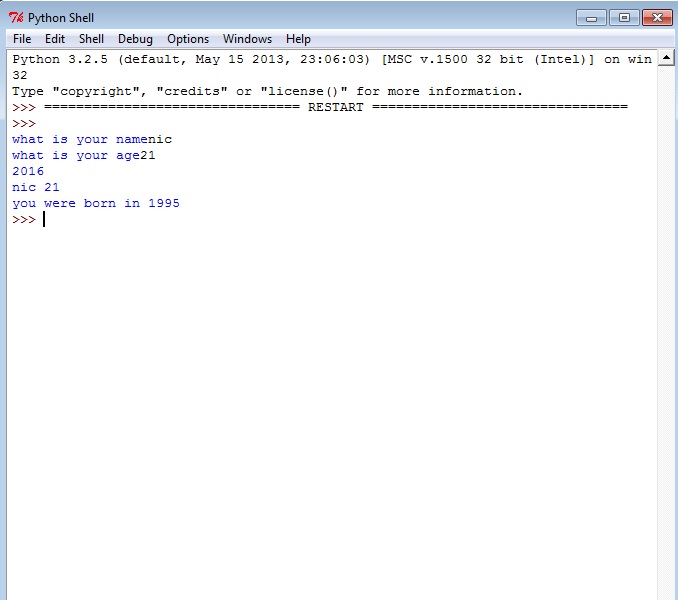 Python Shell
File Edit Shell Debug Options Windows Help
Python 3.2.5 (default, May 15 2013, 23:06:03) [MSC v.1500 32 bit (Intel)] on win
32
Type "copyright", "credits" or "license()" for more information.
>>> ================================ RESTART ================================
>>>
what is your namenic
what is your age21
2016
nic 21
you were born in 1995
>>>